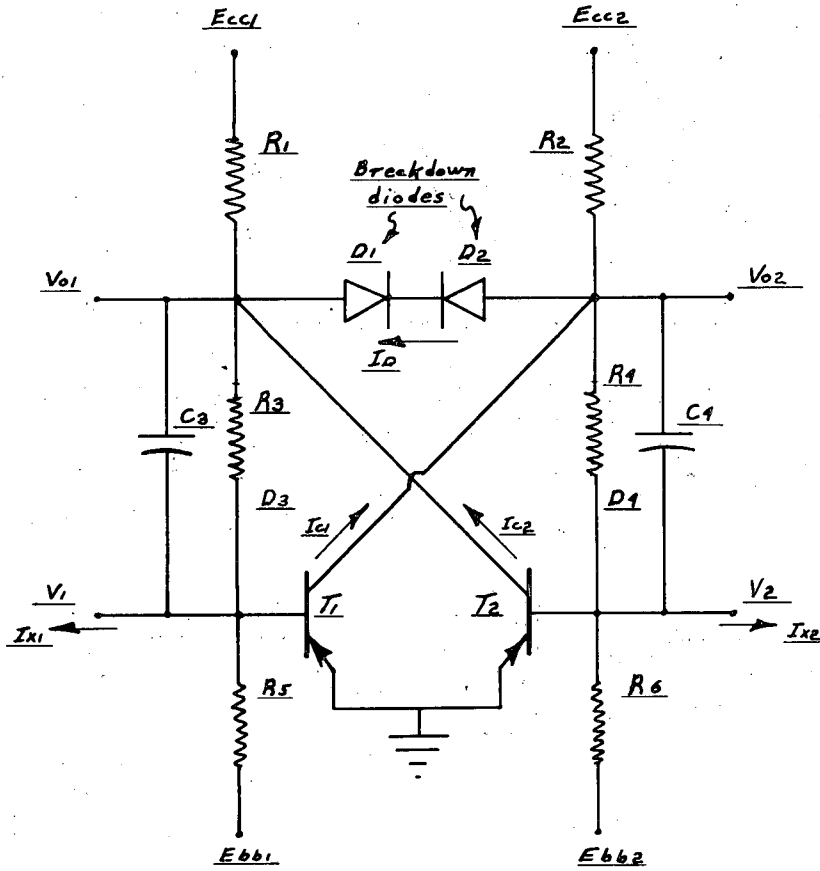 Ecc1
Ecc2
R1
R2
Breakdown
diodes
D1
D2
Vo1
Vo2
ID
R3
R4
C3
C4
D3
D4
Ic1
Ic2
V1
V2
T1
T2
Ix1
Ix2
R5
R6
Ebb1
Ebb2